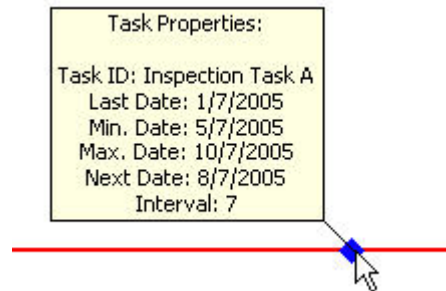 Task Properties:
Task ID: Inspection Task A
Last Date: 1/7/2005
Min. Date: 5/7/2005
Max. Date: 10/7/2005
Next Date: 8/7/2005
Interval: 7